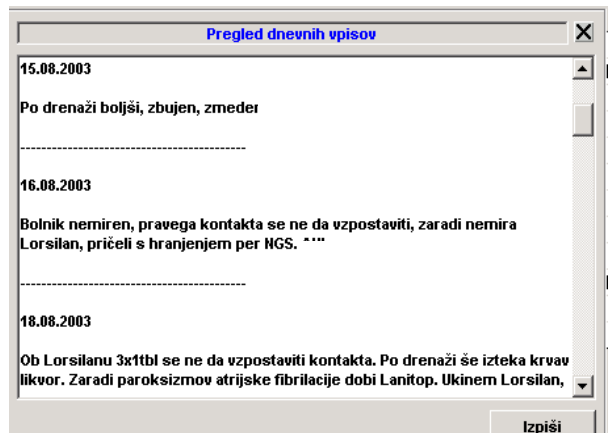 Pregled dnevnih vpisov
15.08.2003
Po drenaži boljši, zbujen,
-------------------------------------------
16.08.2003
Bolnik nemiren, pravega kontakta se ne da vzpostaviti, zaradi nemira
Lorsilan, pričeli s hranjenjem per NGS.
-------------------------------------------
18.08.2003
Ob Lorsilanu 3x1tbl se ne da vzpostaviti kontakta. Po drenaži še izteka krvav
likvor. Zaradi paroksizmov atrijske fibrilacije dobi Lanitop. Ukinem Lorsilan,
Izpiši